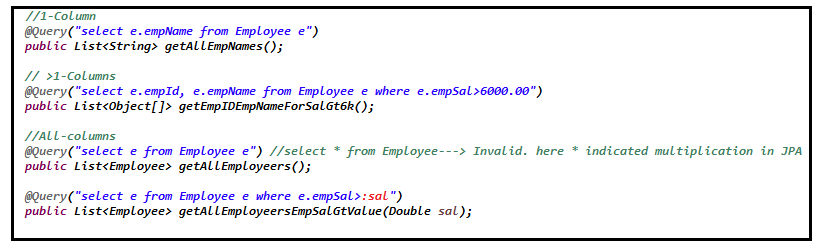 //1-Column
@Query("select e.empName from Employee e")
public List<String> getAllEmpNames();
// >1-Columns
@Query("select e.empId, e.empName from Employee e where e.empSal>6000.00")
public List<Object[]> getEmpIDEmpNameForSalGt6k();
//All-columns
@Query("select e from Employee e") //select * from Employee---> Invalid. here * indicated multiplication in JPA
public List<Employee> getAllEmployeers();
@Query("select e from Employee e where e.empSal>:sal")
public List<Employee> getAllEmployeersEmpSalGtValue(Double sal);